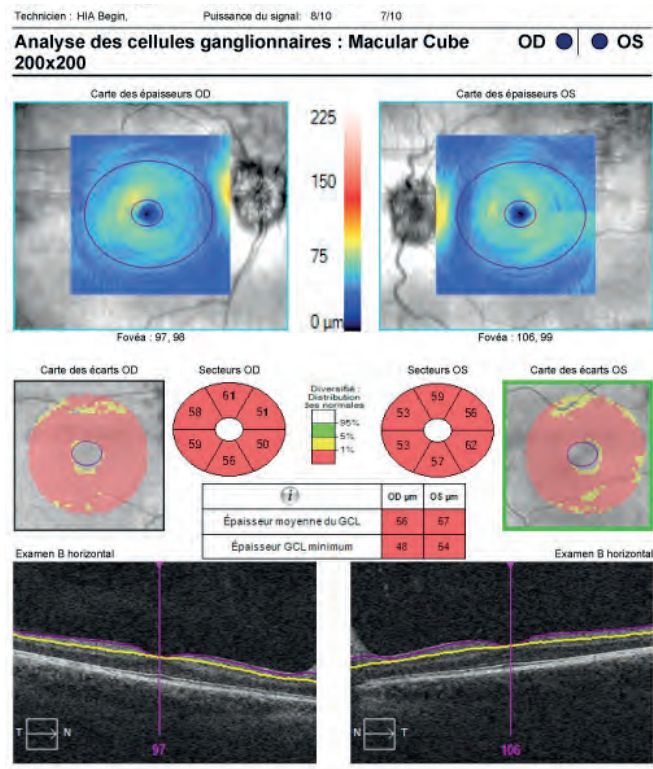 Technicien : HIA Begin, Puissance du signal: 8/10 7/10
Analyse des cellules ganglionnaires : Macular Cube 200x200 OD OS
Carte des épaisseurs OD Carte des épaisseurs OS
225
150
75
0 µm
Fovéa : 97, 98 Fovéa : 106, 99
Carte des écarts OD Secteurs OD Secteurs OS Carte des écarts OS
Diversifié :
Distribution
des normales
95%
5%
1%
61
58 51
59 50
56
59
53 56
53 62
57
OD µm OS µm
Épaisseur moyenne du GCL 56 57
Épaisseur GCL minimum 48 54
Examen B horizontal Examen B horizontal
T N
97
N T
106